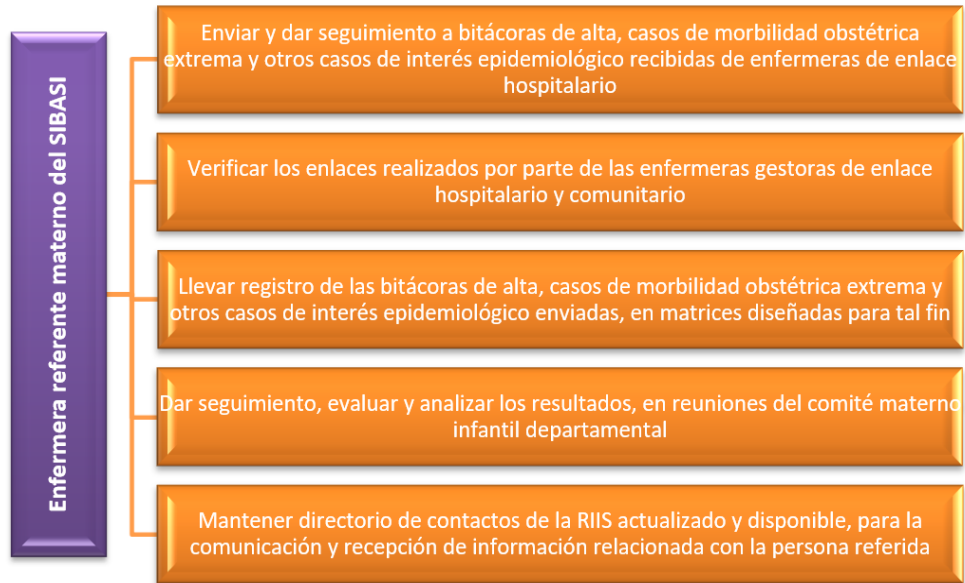 Enfermera referente materno del SIBASI
Enviar y dar seguimiento a bitácoras de alta, casos de morbilidad obstétrica
extrema y otros casos de interés epidemiológico recibidas de enfermeras de enlace
hospitalario
Verificar los enlaces realizados por parte de las enfermeras gestoras de enlace
hospitalario y comunitario
Llevar registro de las bitácoras de alta, casos de morbilidad obstétrica extrema y
otros casos de interés epidemiológico enviadas, en matrices diseñadas para tal fin
Dar seguimiento, evaluar y analizar los resultados, en reuniones del comité materno
infantil departamental
Mantener directorio de contactos de la RIIS actualizado y disponible, para la
comunicación y recepción de información relacionada con la persona referida